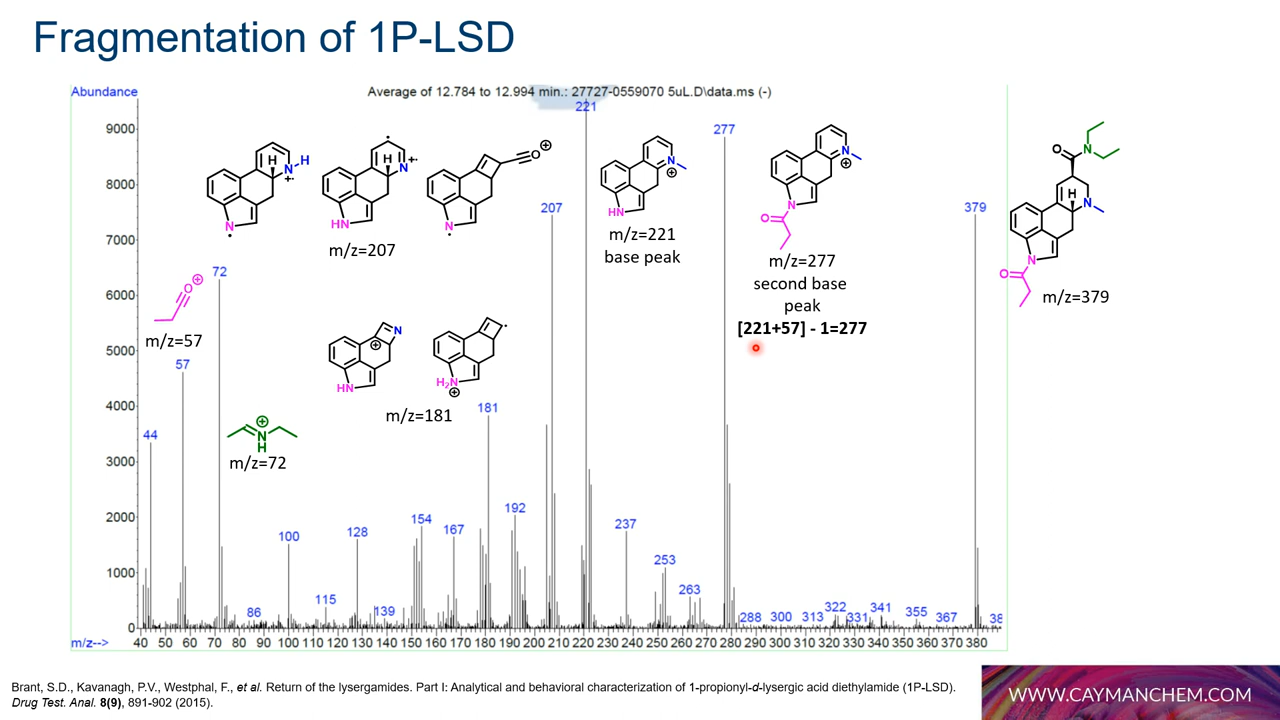 Fragmentation of 1P-LSD
Abundance
Average of 12.784 to 12.994 min.: 27727-0559070 5uL.D\data.ms (-)
9000
8000
7000
6000
5000
4000
3000
2000
1000
0
m/z-->
40 50 60 70 80 90 100 110 120 130 140 150 160 170 180 190 200 210 220 230 240 250 260 270 280 290 300 310 320 330 340 350 360 370 380
44
57
72
86
100
115
128
139
154
167
181
192
207
221
237
253
263
277
288
300
313
322
331
341
355
367
379
38
H
N-H
+·
N
·
·
H
N
+·
HN
m/z=207
O
+
N
·
O
+
m/z=57
+
N
H
m/z=72
N
+
HN
·
H₂N
+
m/z=181
N
+
HN
m/z=221
base peak
N
+
N
O
m/z=277
second base
peak
[221+57] - 1=277
O
N
H
N
N
O
m/z=379
Brant, S.D., Kavanagh, P.V., Westphal, F., et al. Return of the lysergamides. Part I: Analytical and behavioral characterization of 1-propionyl-d-lysergic acid diethylamide (1P-LSD).
Drug Test. Anal. 8(9), 891-902 (2015).
WWW.CAYMANCHEM.COM